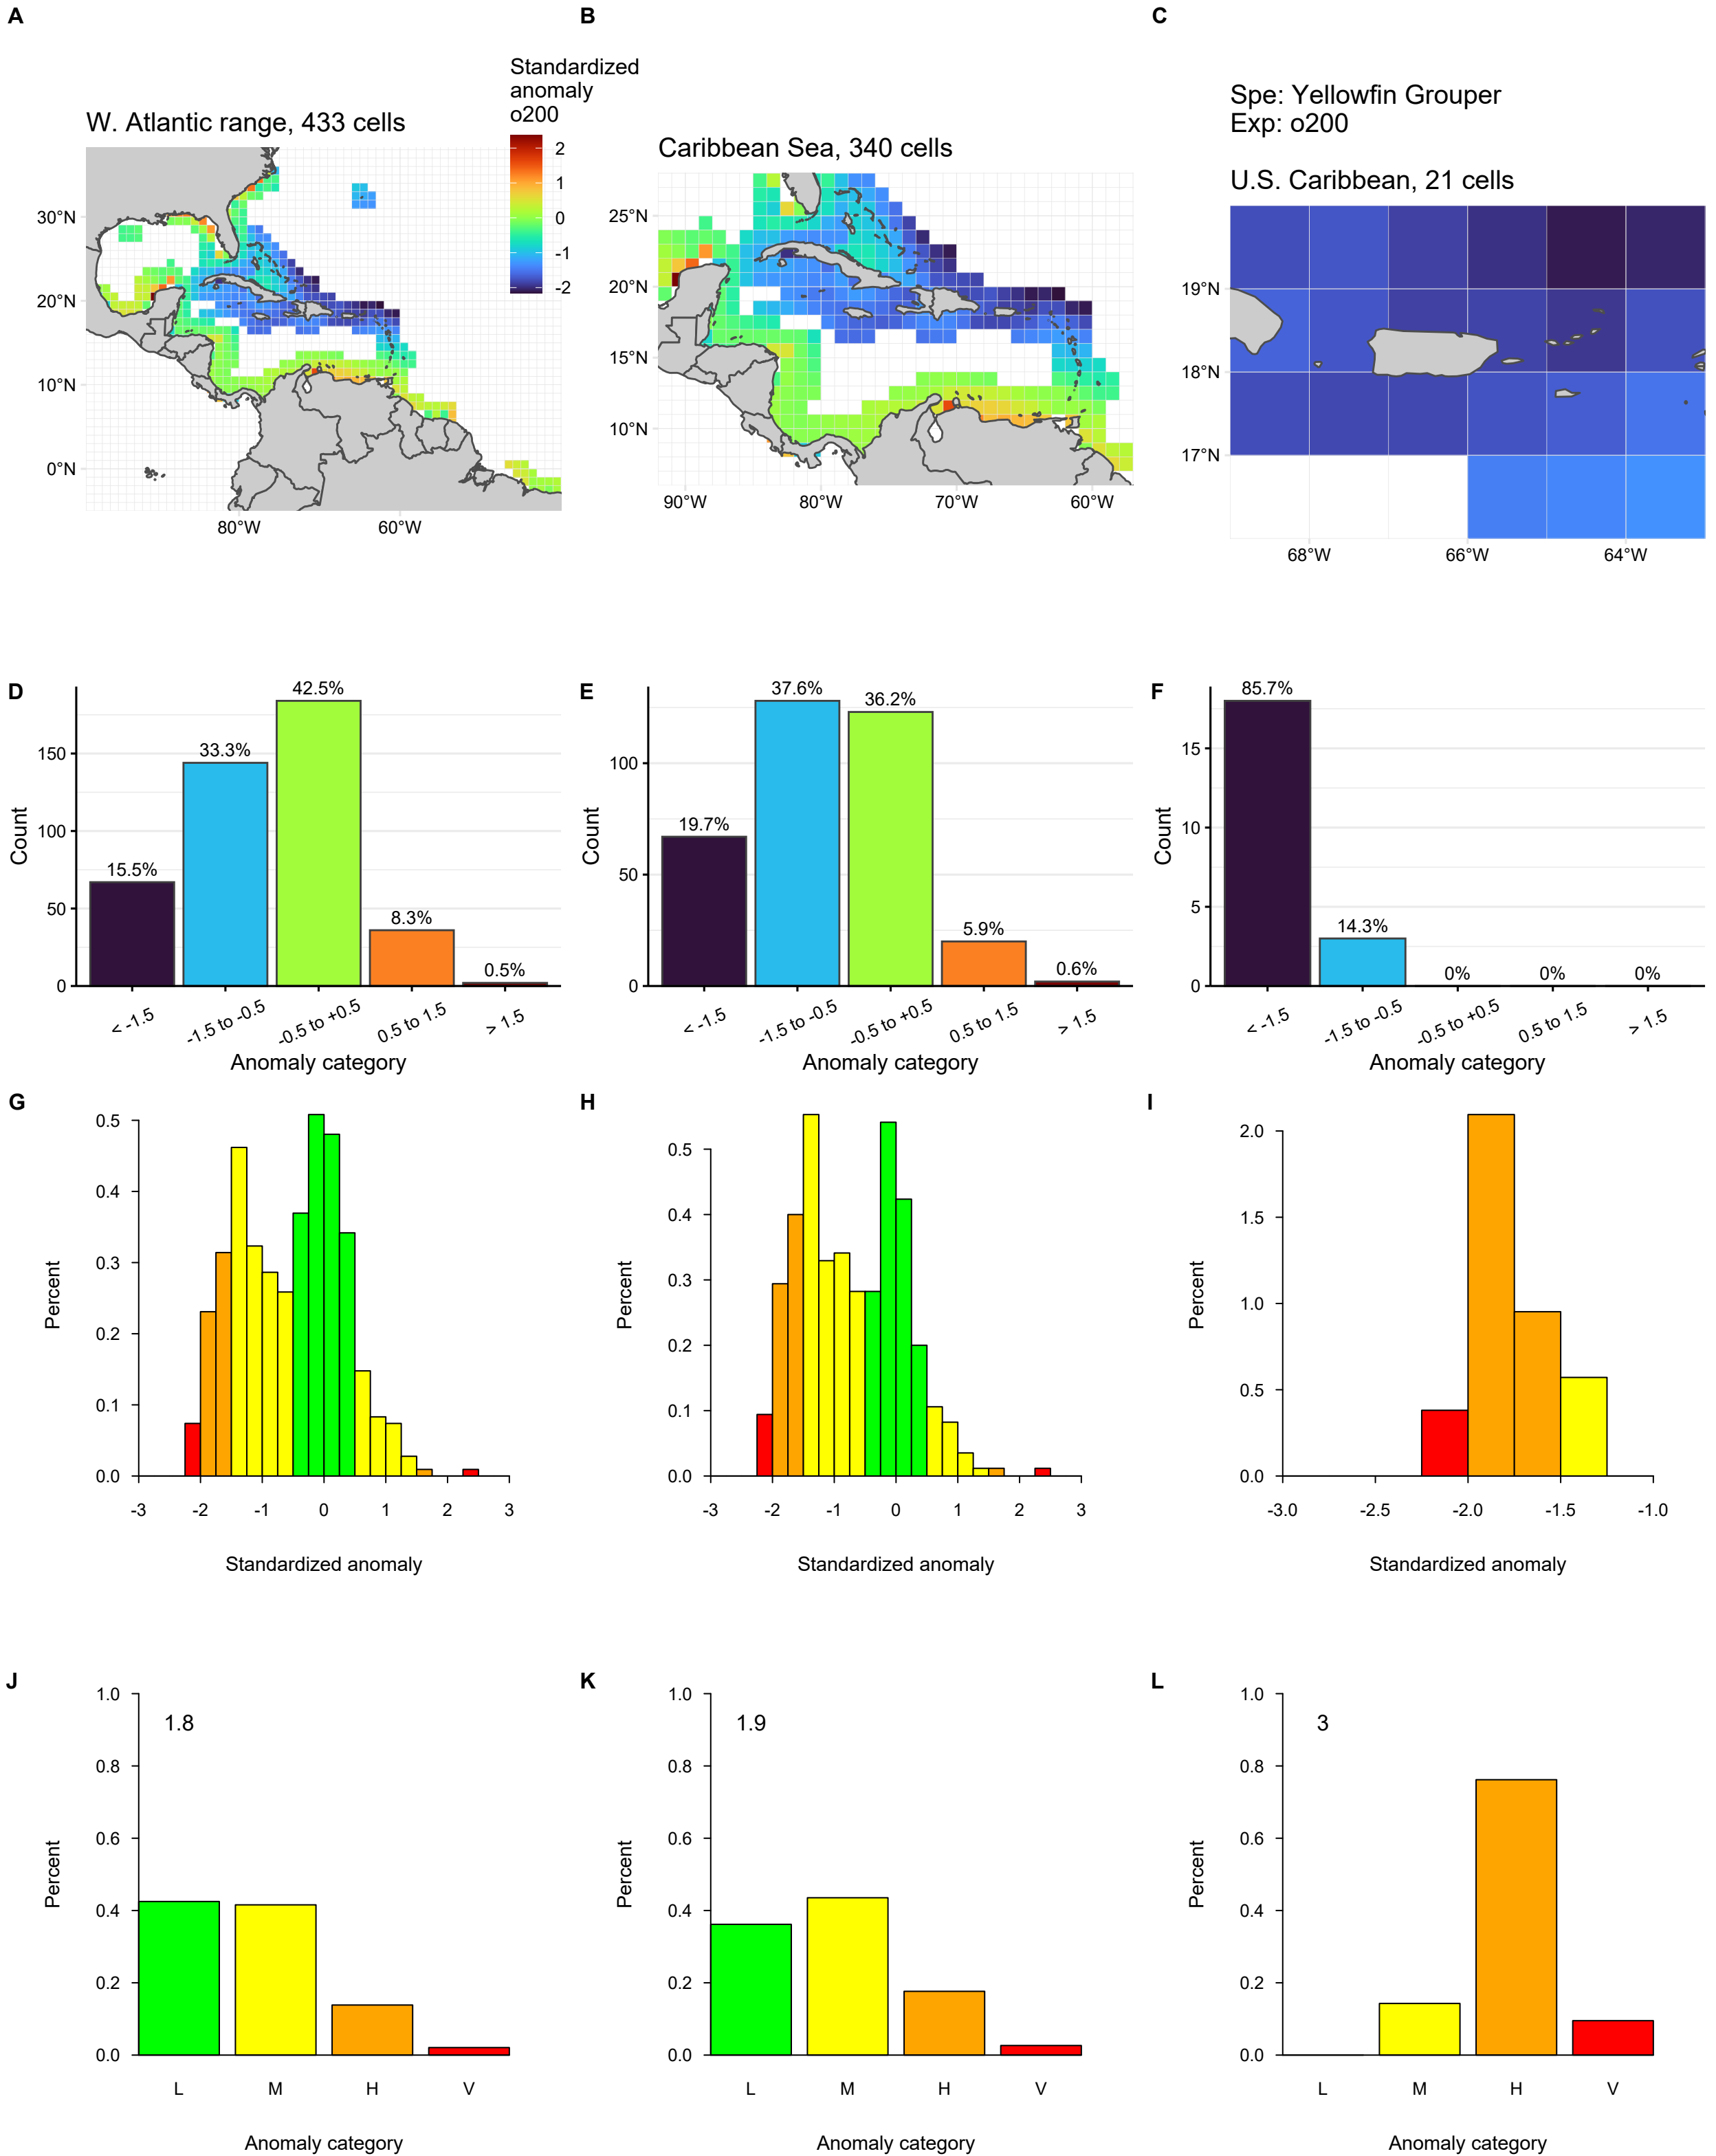 A
B
C
Standardized
anomaly
o200
2
1
0
-1
-2
W. Atlantic range, 433 cells
30°N
20°N
10°N
0°N
80°W
60°W
Caribbean Sea, 340 cells
25°N
20°N
15°N
10°N
90°W
80°W
70°W
60°W
Spe: Yellowfin Grouper
Exp: o200
U.S. Caribbean, 21 cells
19°N
18°N
17°N
68°W
66°W
64°W
D
Count
150
100
50
0
15.5%
33.3%
42.5%
8.3%
0.5%
< -1.5
-1.5 to -0.5
-0.5 to +0.5
0.5 to 1.5
> 1.5
Anomaly category
E
Count
100
50
0
19.7%
37.6%
36.2%
5.9%
0.6%
< -1.5
-1.5 to -0.5
-0.5 to +0.5
0.5 to 1.5
> 1.5
Anomaly category
F
Count
15
10
5
0
85.7%
14.3%
0%
0%
0%
< -1.5
-1.5 to -0.5
-0.5 to +0.5
0.5 to 1.5
> 1.5
Anomaly category
G
Percent
0.5
0.4
0.3
0.2
0.1
0.0
-3
-2
-1
0
1
2
3
Standardized anomaly
H
Percent
0.5
0.4
0.3
0.2
0.1
0.0
-3
-2
-1
0
1
2
3
Standardized anomaly
I
Percent
2.0
1.5
1.0
0.5
0.0
-3.0
-2.5
-2.0
-1.5
-1.0
Standardized anomaly
J
Percent
1.0
0.8
0.6
0.4
0.2
0.0
1.8
L
M
H
V
Anomaly category
K
Percent
1.0
0.8
0.6
0.4
0.2
0.0
1.9
L
M
H
V
Anomaly category
L
Percent
1.0
0.8
0.6
0.4
0.2
0.0
3
L
M
H
V
Anomaly category